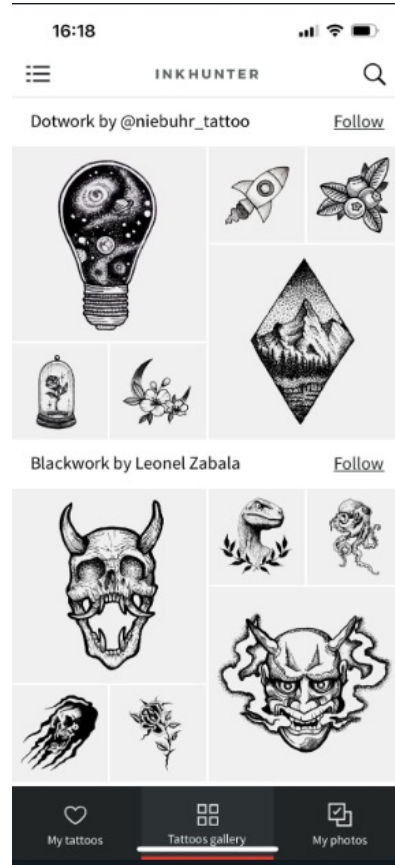 16:18
INKHUNTER
Dotwork by @niebuhr_tattoo Follow
Blackwork by Leonel Zabala Follow
My tattoos Tattoos gallery My photos